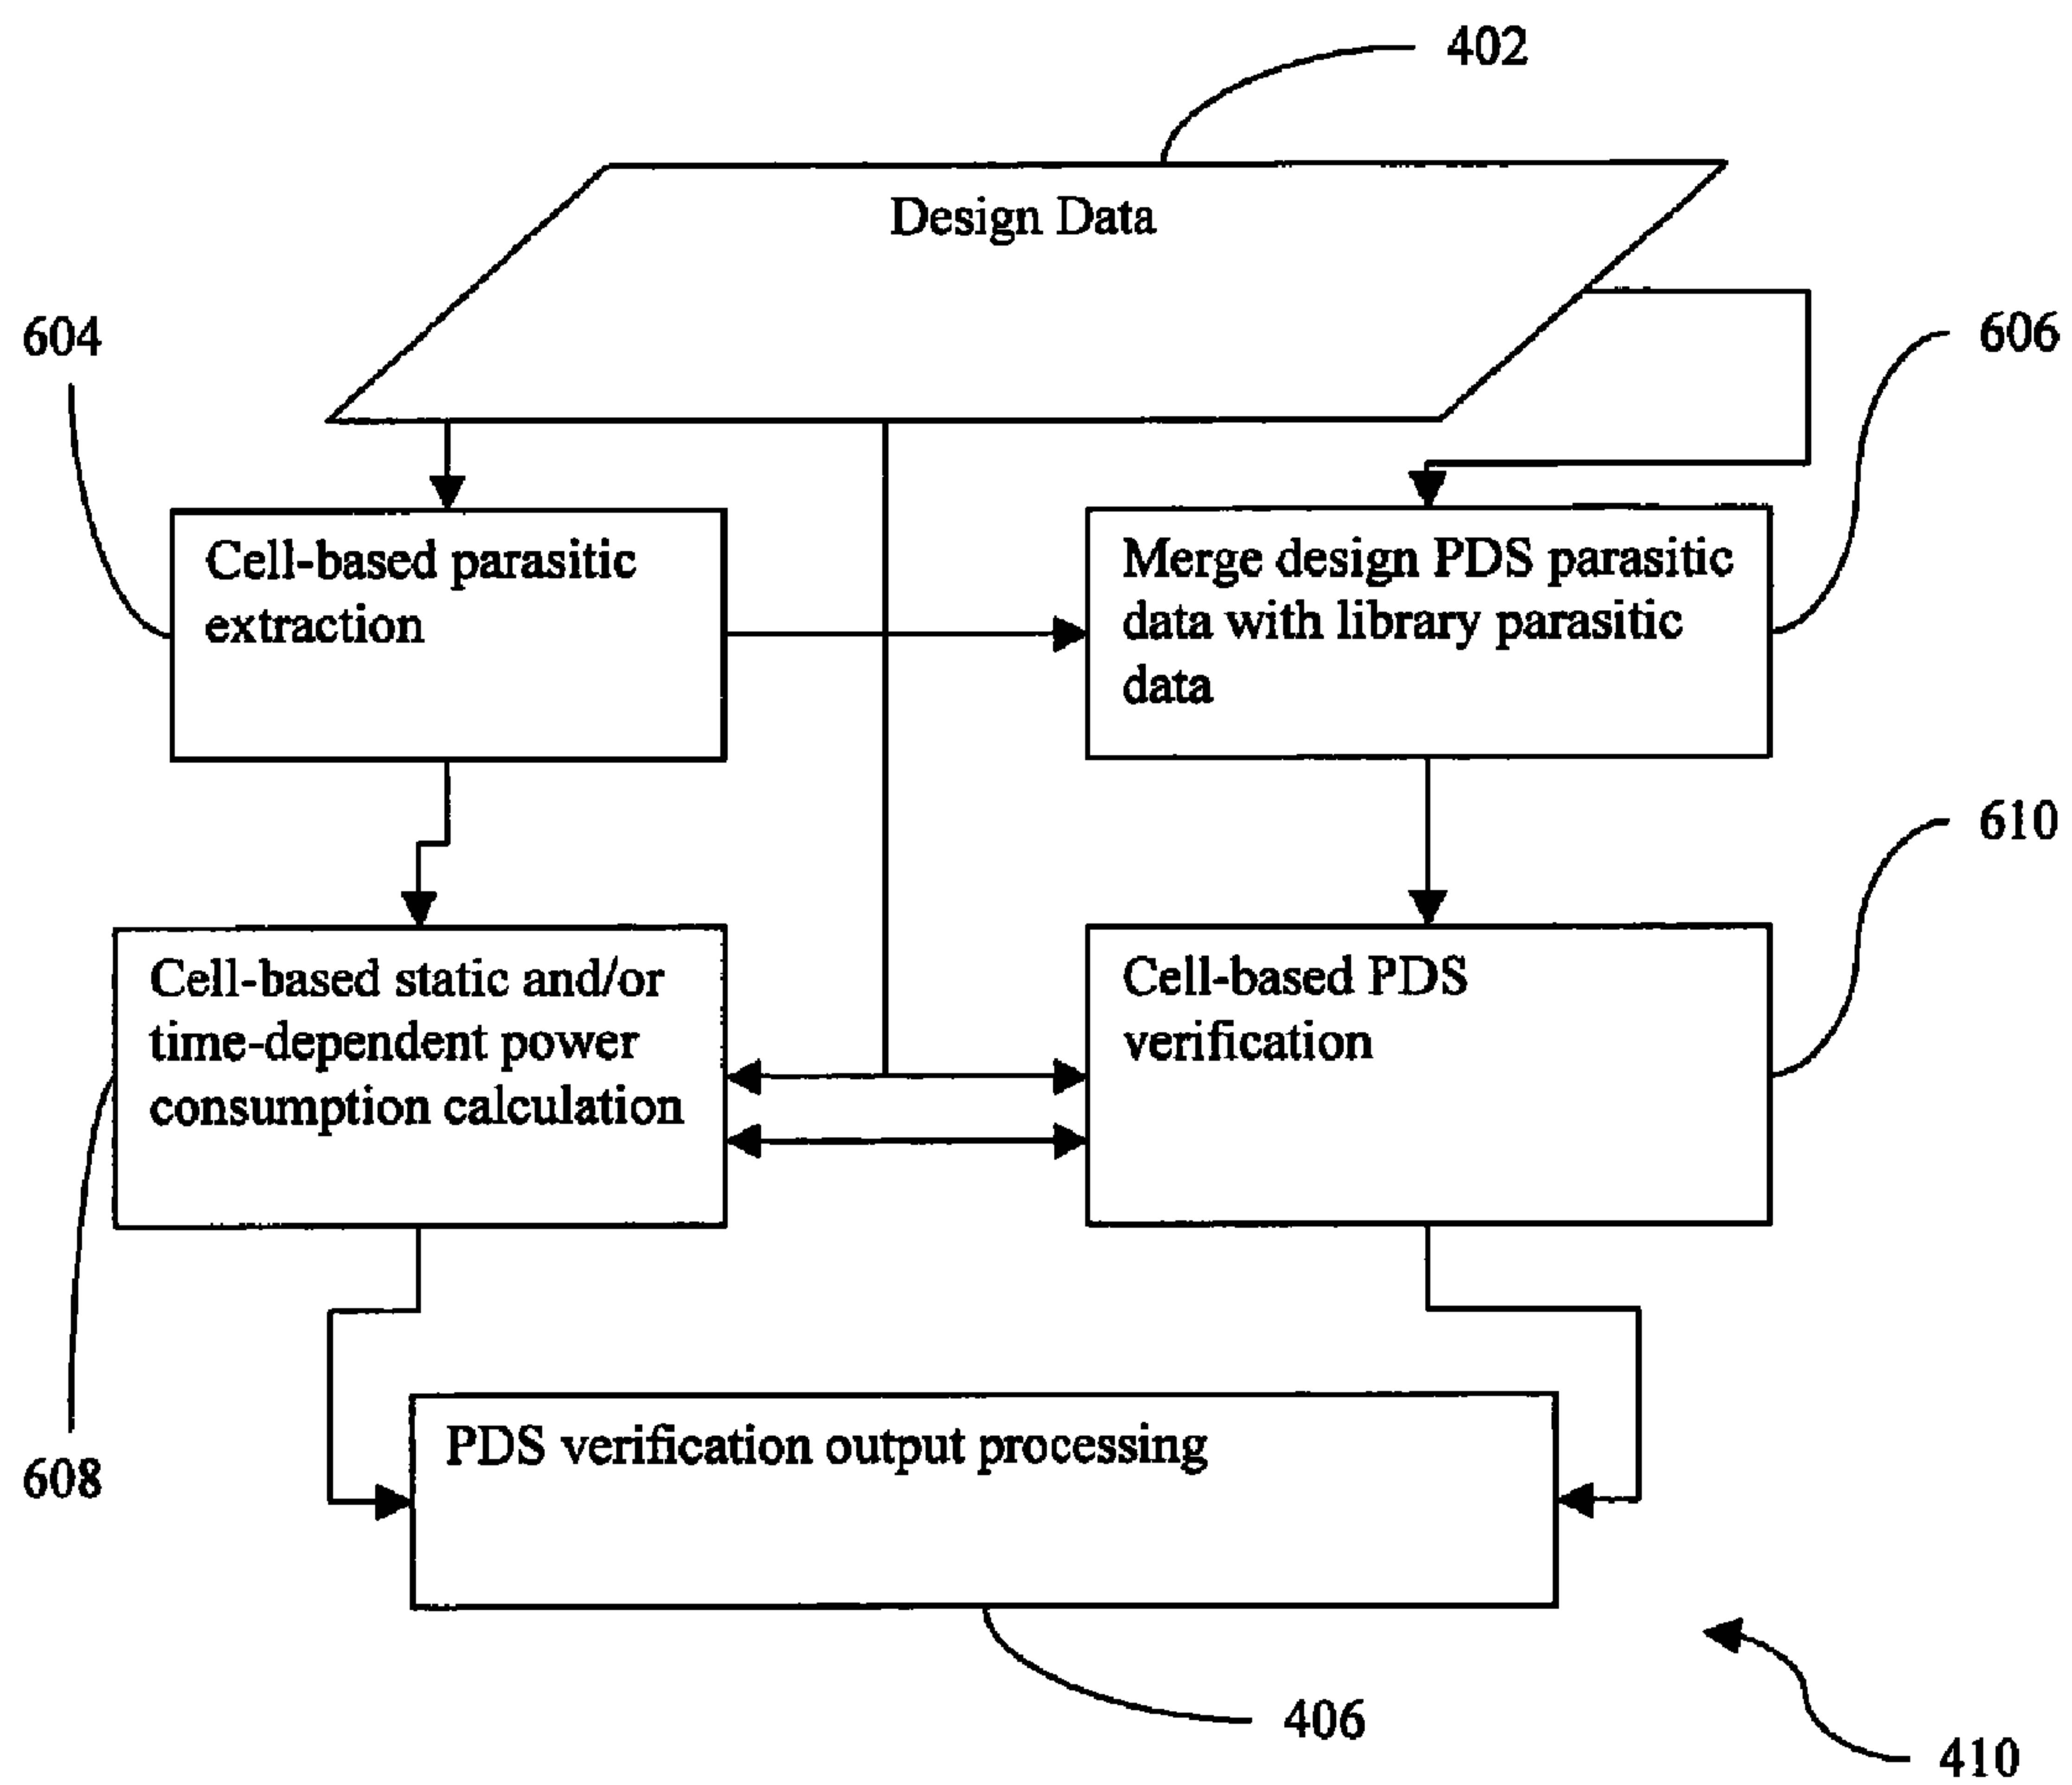 402
Design Data
604
606
Cell-based parasitic
extraction
Merge design PDS parasitic
data with library parasitic
data
610
Cell-based static and/or
time-dependent power
consumption calculation
Cell-based PDS
verification
608
PDS verification output processing
406
410